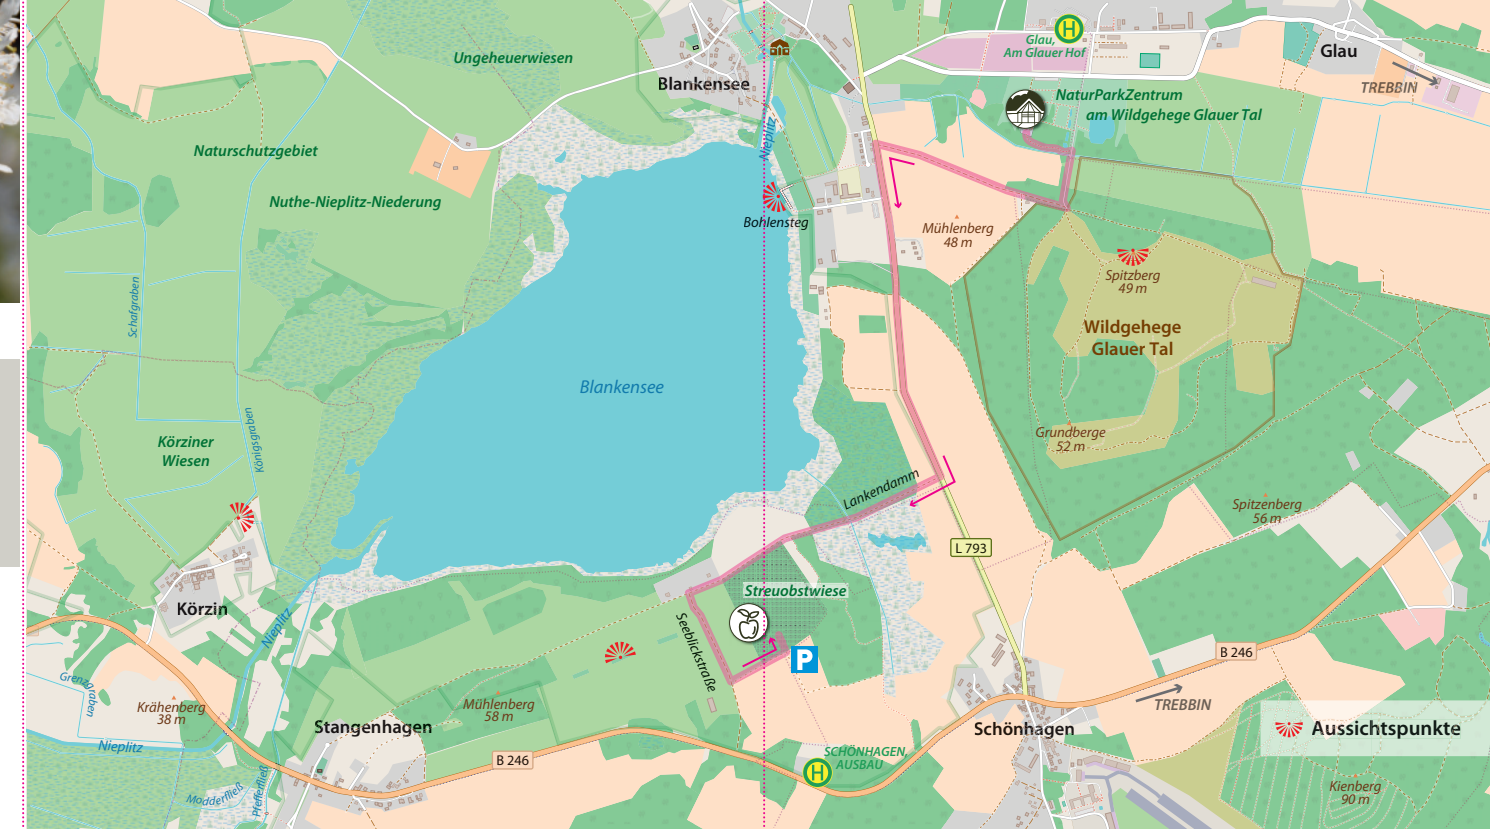 Ungeheuerwiesen
Blankensee
Glau,
Am Glauer Hof
H
Glau
TREBBIN
NaturParkZentrum
am Wildgehege Glauer Tal
Naturschutzgebiet
Nuthe-Nieplitz-Niederung
Nieplitz
Bohlensteg
Mühlenberg
48 m
Spitzberg
49 m
Schafgraben
Wildgehege
Glauer Tal
Blankensee
Königsgraben
Körziner
Wiesen
Grundberge
52 m
Lankendamm
Spitzenberg
56 m
L 793
Körzin
Nieplitz
Streuobstwiese
Seeblickstraße
P
B 246
Grenzgraben
Krähenberg
38 m
Mühlenberg
58 m
TREBBIN
Stangenhagen
Schönhagen
Aussichtspunkte
Nieplitz
B 246
SCHÖNHAGEN,
AUSBAU
H
Modderfließ
Pfefferfließ
Kienberg
90 m